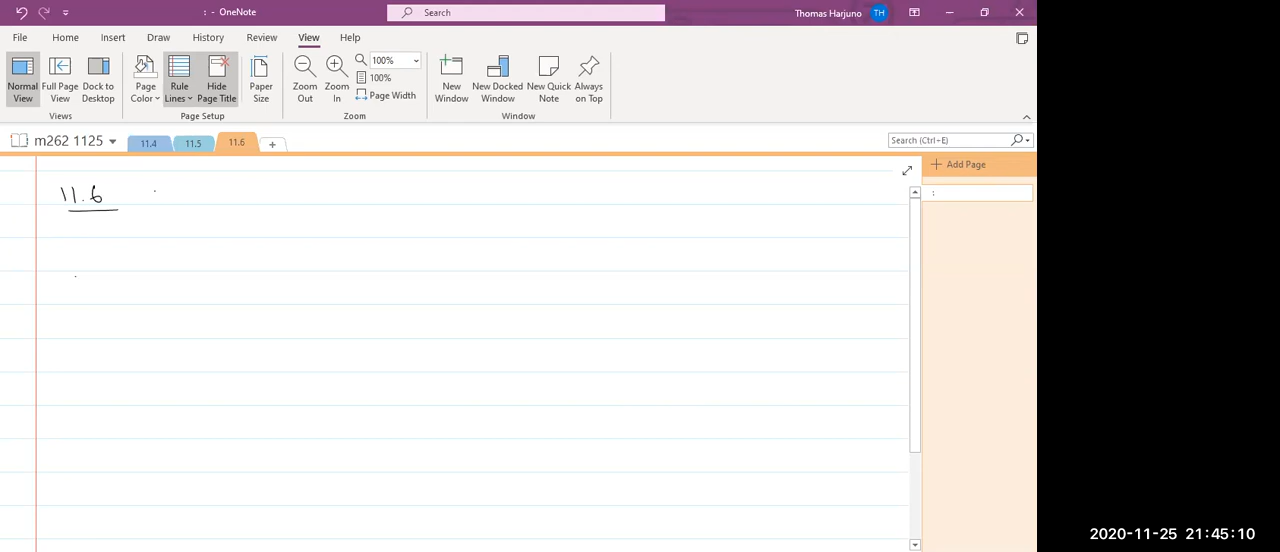 : - OneNote
Search
Thomas Harjuno TH
File Home Insert Draw History Review View Help
Normal View
Full Page View
Dock to Desktop
Page Color
Rule Lines
Hide Page Title
Paper Size
Zoom Out
Zoom In
100%
100%
Page Width
New Window
New Docked Window
New Quick Note
Always on Top
Views Page Setup Zoom Window
m262 1125 11.4 11.5 11.6 +
Search (Ctrl+E)
Add Page
11.6
:
2020-11-25 21:45:10